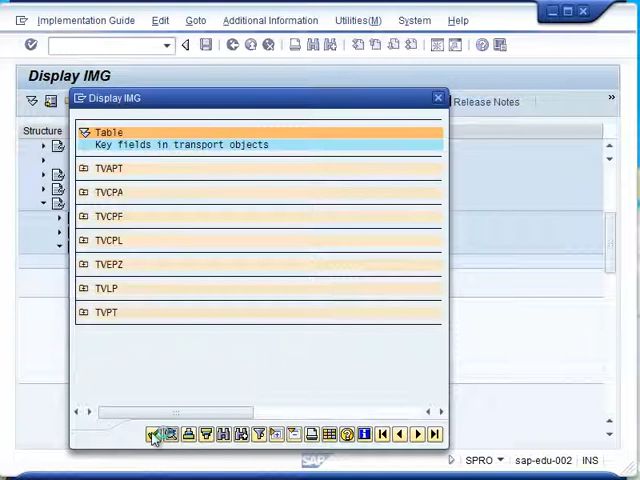 Implementation Guide Edit Goto Additional Information Utilities(M) System Help
Display IMG
Display IMG
Release Notes
»
Structure
Table
Key fields in transport objects
TVAPT
TVCPA
TVCPF
TVCPL
TVEPZ
TVLP
TVPT
SAP
SPRO
sap-edu-002
INS